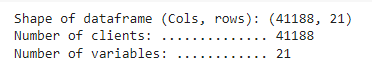 Shape of dataframe (Cols, rows): (41188, 21)
Number of clients: .............. 41188
Number of variables: ............ 21